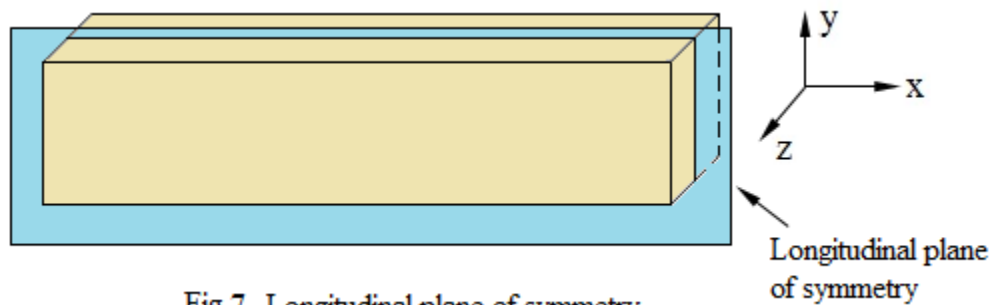 y
x
z
Longitudinal plane
of symmetry
Fig 7. Longitudinal plane of symmetry